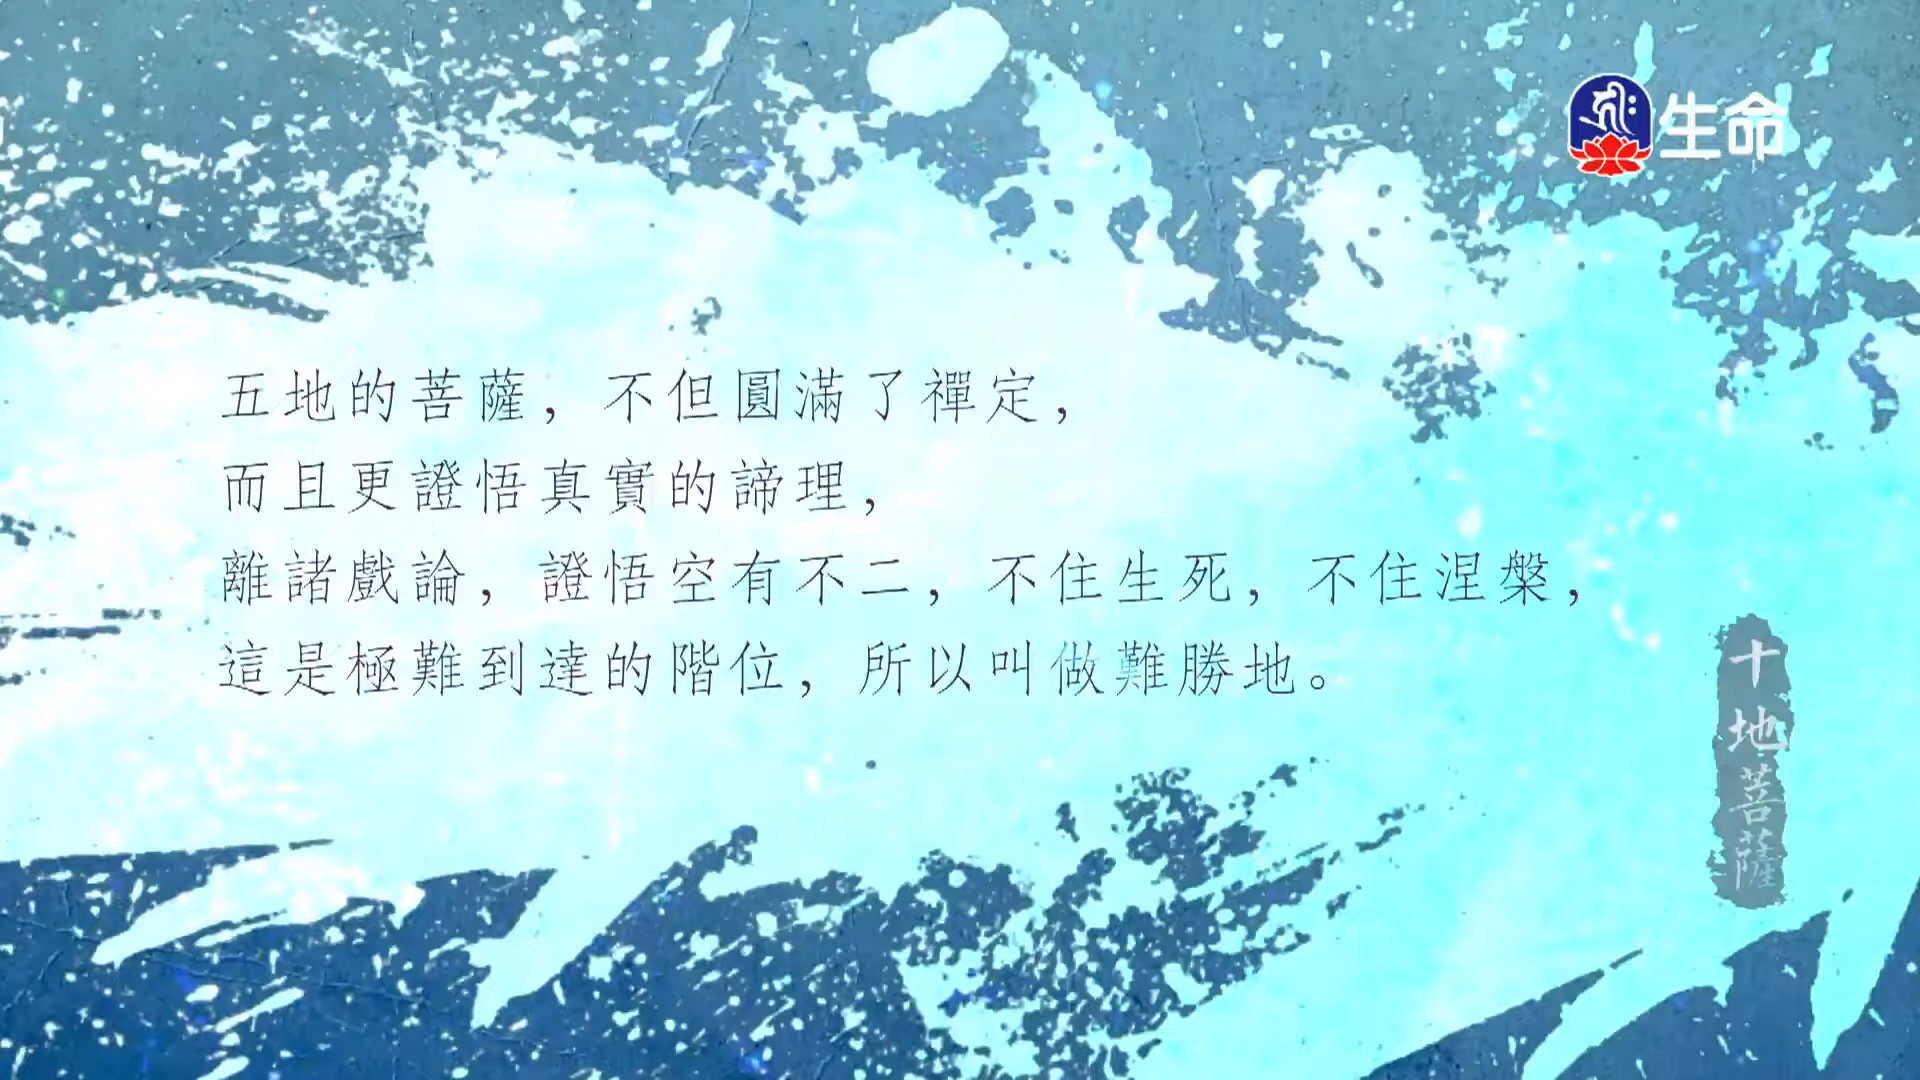 生命
五地的菩薩，不但圓滿了禪定，
而且更證悟真實的諦理，
離諸戲論，證悟空有不二，不住生死，不住涅槃，
這是極難到達的階位，所以叫做難勝地。
十地菩薩